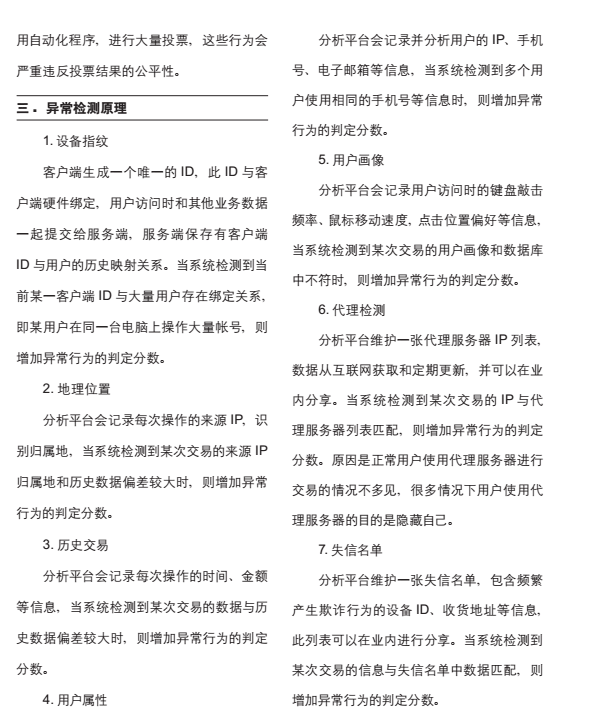 用自动化程序，进行大量投票，这些行为会
严重违反投票结果的公平性。
三．异常检测原理
1. 设备指纹
客户端生成一个唯一的 ID，此 ID 与客
户端硬件绑定，用户访问时和其他业务数据
一起提交给服务端，服务端保存有客户端
ID 与用户的历史映射关系。当系统检测到当
前某一客户端 ID 与大量用户存在绑定关系，
即某用户在同一台电脑上操作大量帐号，则
增加异常行为的判定分数。
2. 地理位置
分析平台会记录每次操作的来源 IP，识
别归属地，当系统检测到某次交易的来源 IP
归属地和历史数据偏差较大时，则增加异常
行为的判定分数。
3. 历史交易
分析平台会记录每次操作的时间、金额
等信息，当系统检测到某次交易的数据与历
史数据偏差较大时，则增加异常行为的判定
分数。
4. 用户属性
分析平台会记录并分析用户的 IP、手机
号、电子邮箱等信息，当系统检测到多个用
户使用相同的手机号等信息时，则增加异常
行为的判定分数。
5. 用户画像
分析平台会记录用户访问时的键盘敲击
频率、鼠标移动速度，点击位置偏好等信息，
当系统检测到某次交易的用户画像和数据库
中不符时，则增加异常行为的判定分数。
6. 代理检测
分析平台维护一张代理服务器 IP 列表，
数据从互联网获取和定期更新，并可以在业
内分享。当系统检测到某次交易的 IP 与代
理服务器列表匹配，则增加异常行为的判定
分数。原因是正常用户使用代理服务器进行
交易的情况不多见，很多情况下用户使用代
理服务器的目的是隐藏自己。
7. 失信名单
分析平台维护一张失信名单，包含频繁
产生欺诈行为的设备 ID、收货地址等信息，
此列表可以在业内进行分享。当系统检测到
某次交易的信息与失信名单中数据匹配，则
增加异常行为的判定分数。